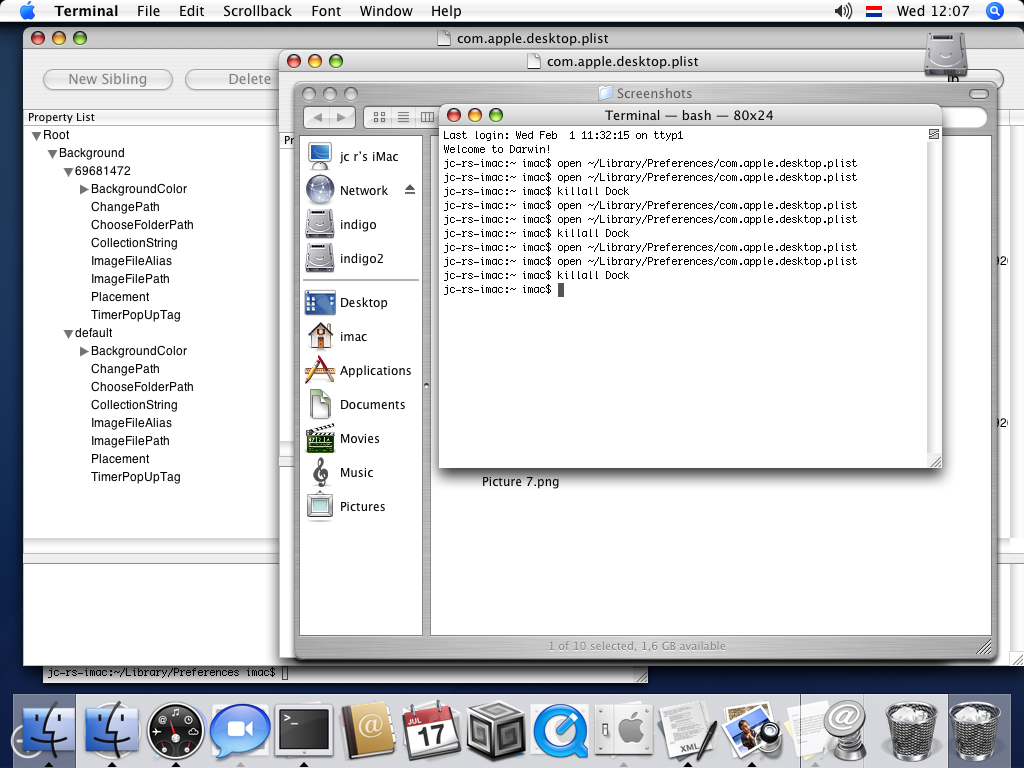 Terminal File Edit Scrollback Font Window Help Wed 12:07
com.apple.desktop.plist
New Sibling Delete
Property List
Root
Background
69681472
BackgroundColor
ChangePath
ChooseFolderPath
CollectionString
ImageFileAlias
ImageFilePath
Placement
TimerPopUpTag
default
BackgroundColor
ChangePath
ChooseFolderPath
CollectionString
ImageFileAlias
ImageFilePath
Placement
TimerPopUpTag
com.apple.desktop.plist
Screenshots
jc r's iMac
Network
indigo
indigo2
Desktop
imac
Applications
Documents
Movies
Music
Pictures
Picture 7.png
1 of 10 selected, 1,6 GB available
Terminal — bash — 80x24
Last login: Wed Feb  1 11:32:15 on ttyp1
Welcome to Darwin!
jc-rs-imac:~ imac$ open ~/Library/Preferences/com.apple.desktop.plist
jc-rs-imac:~ imac$ open ~/Library/Preferences/com.apple.desktop.plist
jc-rs-imac:~ imac$ killall Dock
jc-rs-imac:~ imac$ open ~/Library/Preferences/com.apple.desktop.plist
jc-rs-imac:~ imac$ open ~/Library/Preferences/com.apple.desktop.plist
jc-rs-imac:~ imac$ killall Dock
jc-rs-imac:~ imac$ open ~/Library/Preferences/com.apple.desktop.plist
jc-rs-imac:~ imac$ open ~/Library/Preferences/com.apple.desktop.plist
jc-rs-imac:~ imac$ killall Dock
jc-rs-imac:~ imac$
jc-rs-imac:~/Library/Preferences imac$
JUL
17
XML